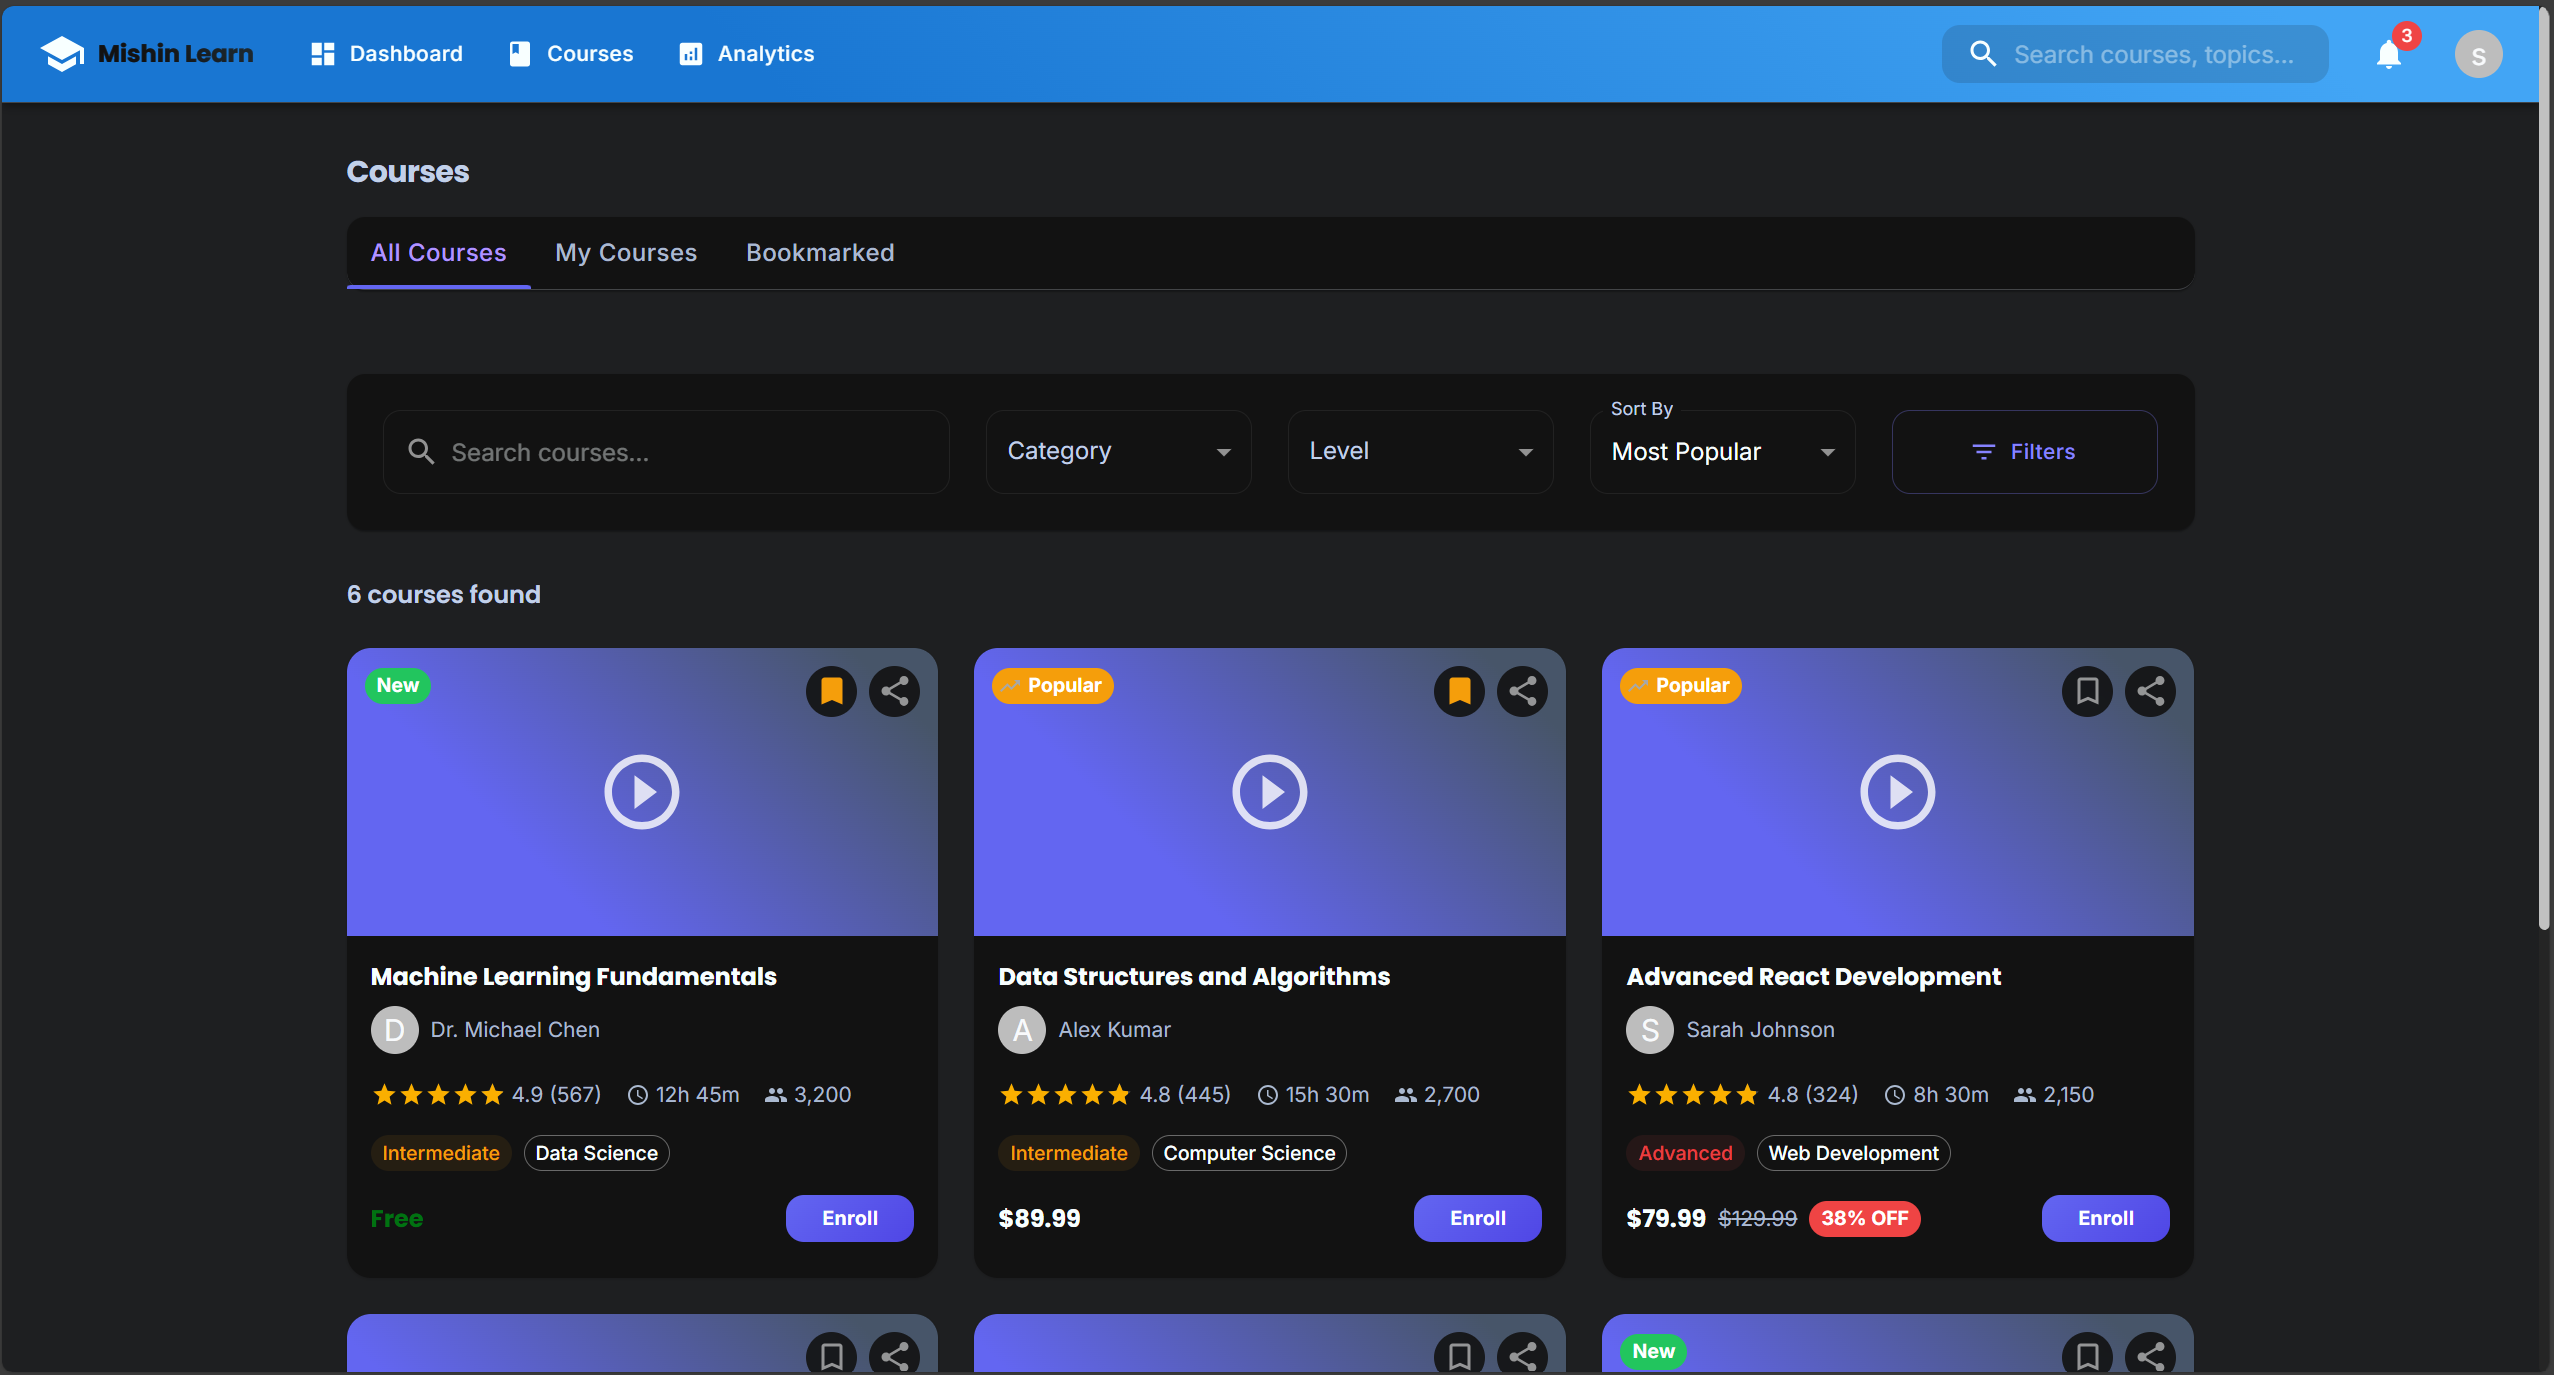 Mishin Learn
Dashboard
Courses
Analytics
Search courses, topics...
3
S
Courses
All Courses
My Courses
Bookmarked
Search courses...
Category
Level
Sort By
Most Popular
Filters
6 courses found
New
Machine Learning Fundamentals
D
Dr. Michael Chen
4.9 (567)
12h 45m
3,200
Intermediate
Data Science
Free
Enroll
Popular
Data Structures and Algorithms
A
Alex Kumar
4.8 (445)
15h 30m
2,700
Intermediate
Computer Science
$89.99
Enroll
Popular
Advanced React Development
S
Sarah Johnson
4.8 (324)
8h 30m
2,150
Advanced
Web Development
$79.99
$129.99
38% OFF
Enroll
New